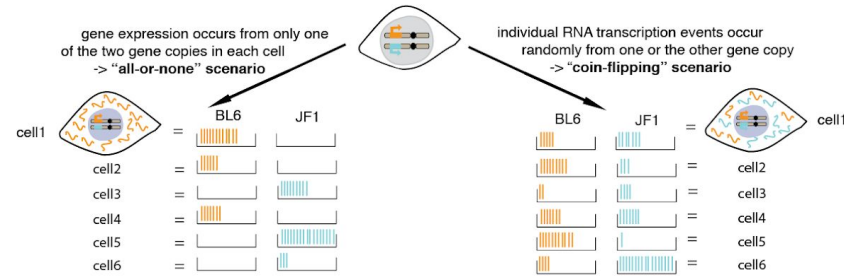 gene expression occurs from only one
of the two gene copies in each cell
-> “all-or-none” scenario
individual RNA transcription events occur
randomly from one or the other gene copy
-> “coin-flipping” scenario
BL6 JF1
cell1 =
cell2 =
cell3 =
cell4 =
cell5 =
cell6 =
BL6 JF1
= cell1
= cell2
= cell3
= cell4
= cell5
= cell6